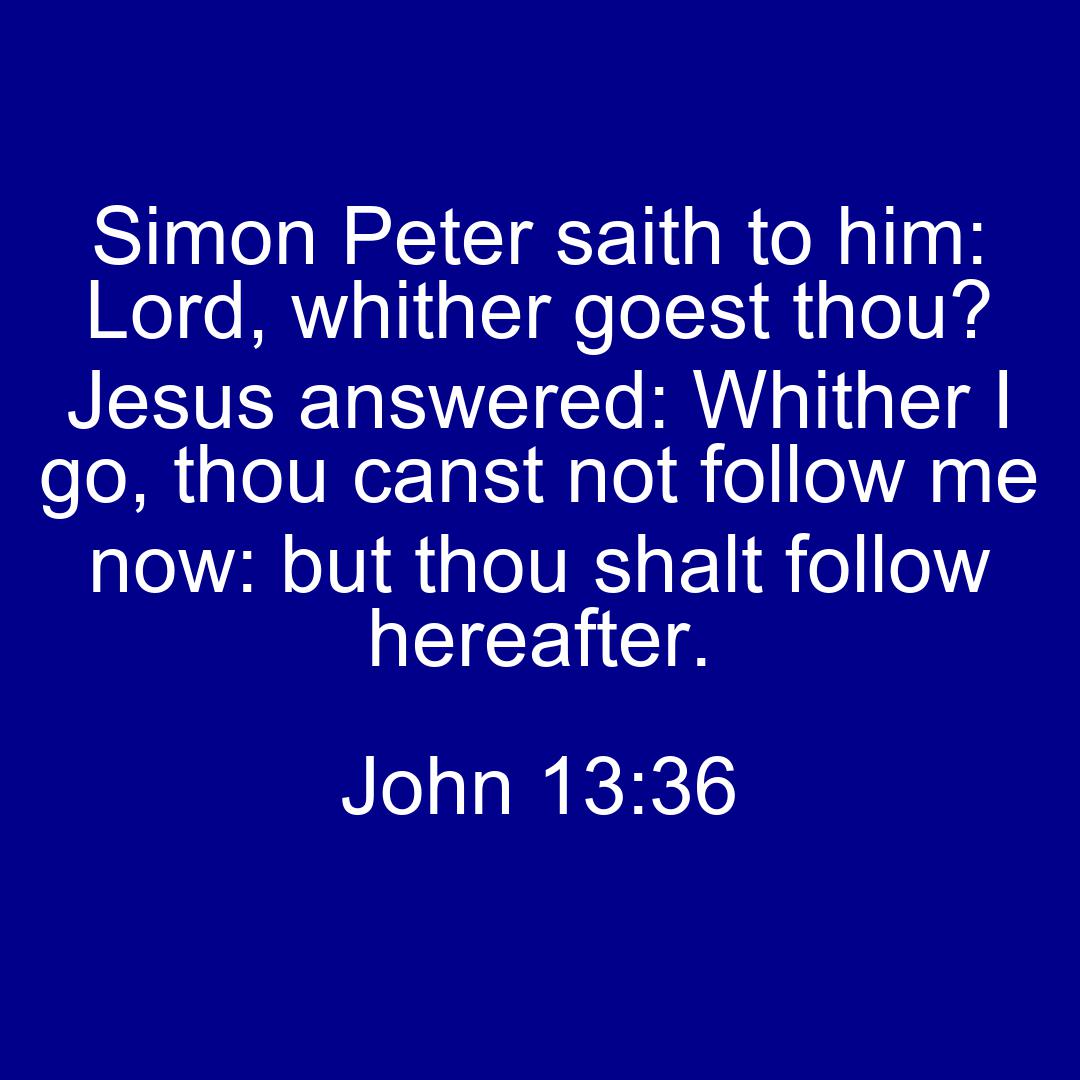 Simon Peter saith to him:
Lord, whither goest thou?
Jesus answered: Whither I
go, thou canst not follow me
now: but thou shalt follow
hereafter.
John 13:36